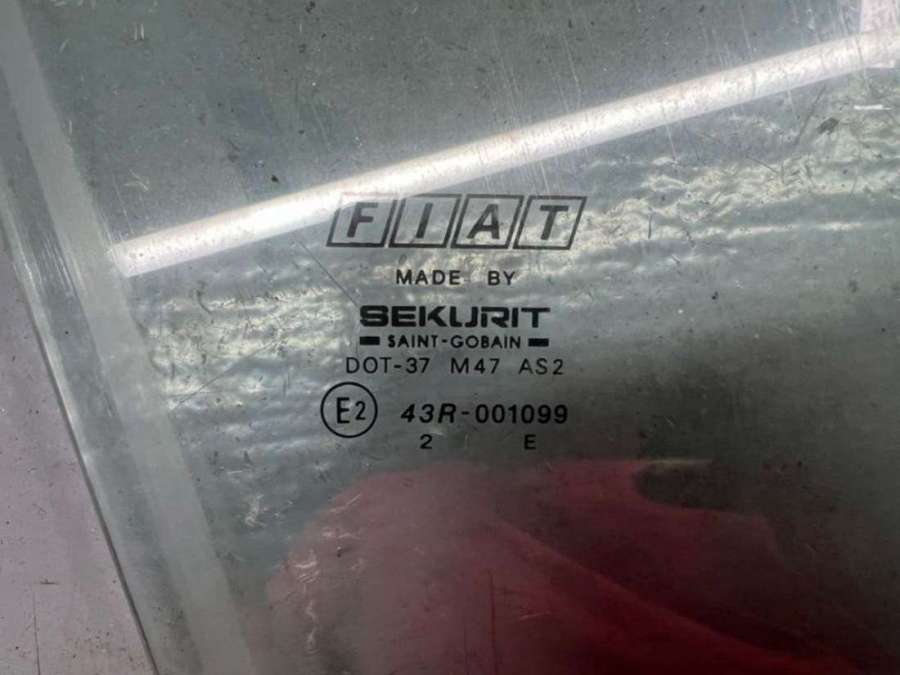 FIAT
MADE BY
SEKURIT
SAINT-GOBAIN
DOT-37 M47 AS2
E2 43R-001099
2 E